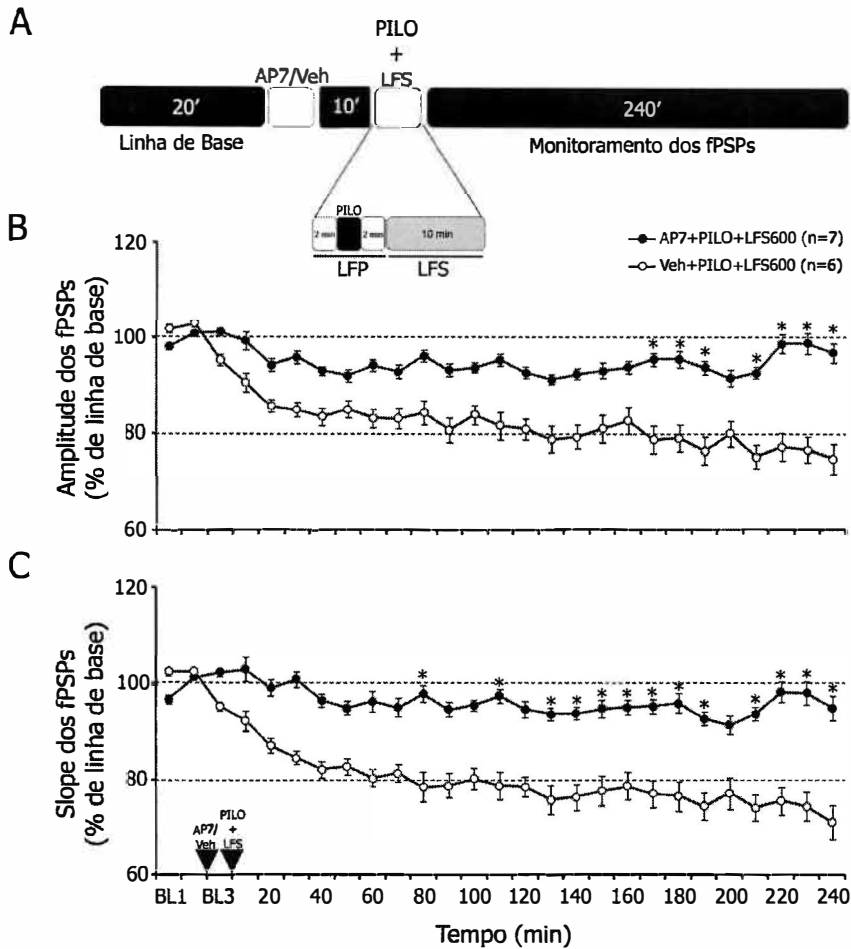 A
PILO
+
LFS
AP7/Veh
20′
10′
240′
Linha de Base
Monitoramento dos fPSPs
PILO
2 min
2 min
10 min
LFP
LFS
B
AP7+PILO+LFS600 (n=7)
Veh+PILO+LFS600 (n=6)
Amplitude dos fPSPs
(% de linha de base)
120
100
80
60
* * * * * * *
C
Slope dos fPSPs
(% de linha de base)
120
100
80
60
* * * * * * * * * * * * *
AP7/
Veh
PILO
+
LFS
BL1 BL3 20 40 60 80 100 120 140 160 180 200 220 240
Tempo (min)